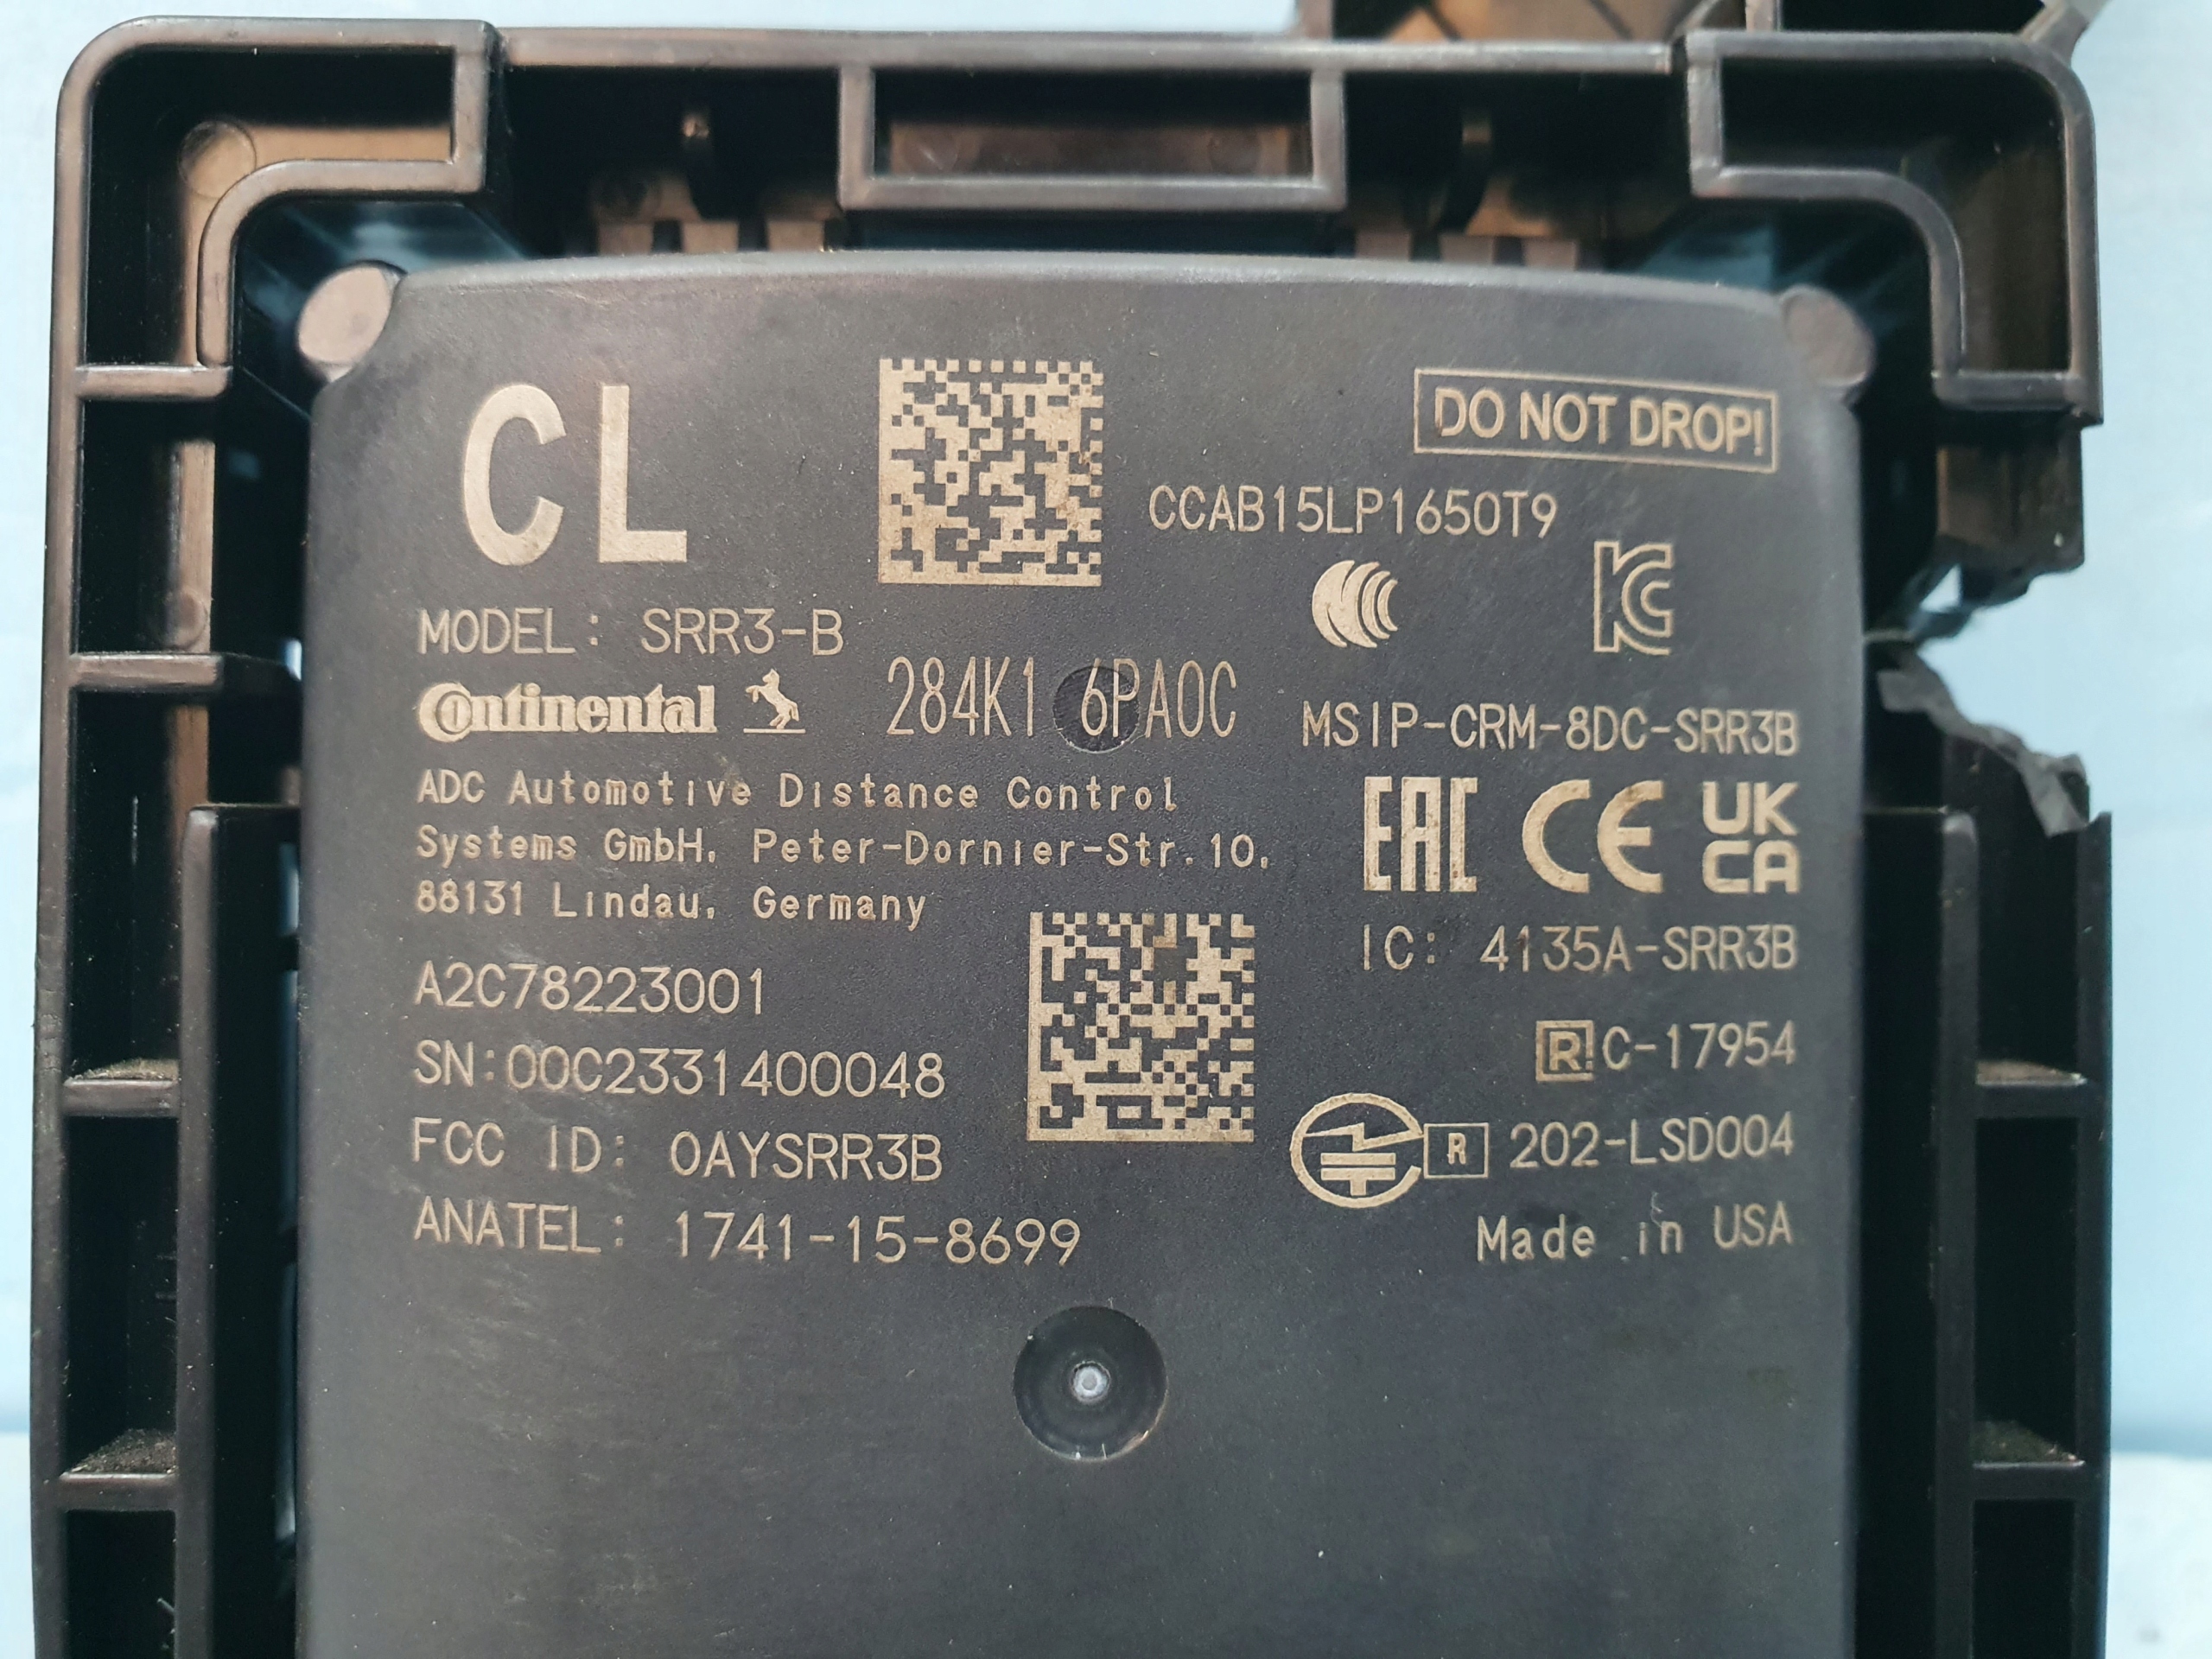 CL
DO NOT DROP!
CCAB15LP1650T9
MODEL: SRR3-B
Continental
284K1 6PA0C
MSIP-CRM-8DC-SRR3B
ADC Automotive Distance Control
Systems GmbH, Peter-Dornier-Str.10,
88131 Lindau, Germany
EAC CE UK
CA
IC: 4135A-SRR3B
A2C78223001
R! C-17954
SN:00C2331400048
FCC ID: OAYSRR3B
R 202-LSD004
ANATEL: 1741-15-8699
Made in USA